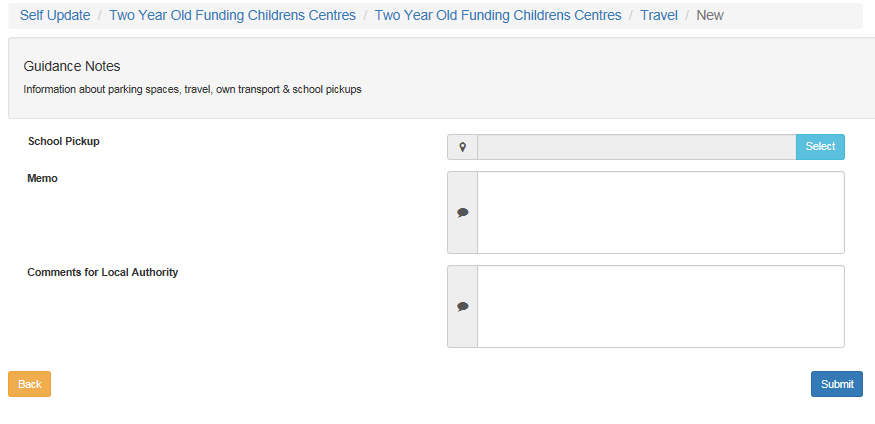 Self Update / Two Year Old Funding Childrens Centres / Two Year Old Funding Childrens Centres / Travel / New
Guidance Notes
Information about parking spaces, travel, own transport & school pickups
School Pickup
Select
Memo
Comments for Local Authority
Back
Submit